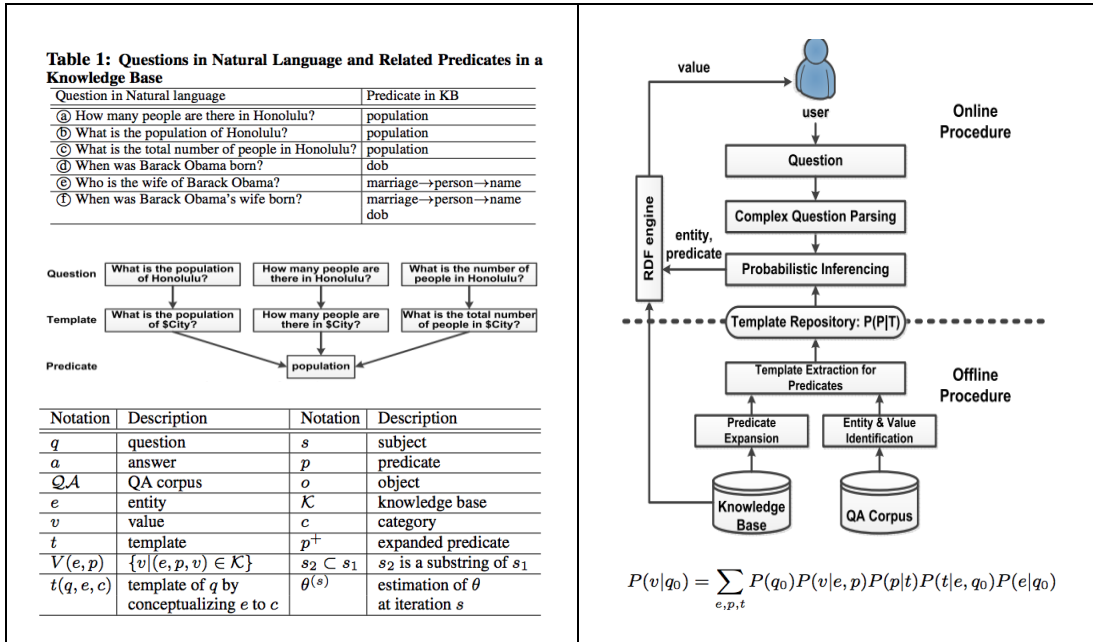 Table 1: Questions in Natural Language and Related Predicates in a
Knowledge Base
Question in Natural language Predicate in KB
ⓐ How many people are there in Honolulu? population
ⓑ What is the population of Honolulu? population
ⓒ What is the total number of people in Honolulu? population
ⓓ When was Barack Obama born? dob
ⓔ Who is the wife of Barack Obama? marriage→person→name
ⓕ When was Barack Obama's wife born? marriage→person→name
dob
Question
What is the population
of Honolulu?
How many people are
there in Honolulu?
What is the number of
people in Honolulu?
Template
What is the population
of $City?
How many people are
there in $City?
What is the total number
of people in $City?
Predicate
population
Notation Description Notation Description
q question s subject
a answer p predicate
𝒬𝒜 QA corpus o object
e entity 𝒦 knowledge base
v value c category
t template p⁺ expanded predicate
V(e, p) {v|(e, p, v) ∈ 𝒦} s₂ ⊂ s₁ s₂ is a substring of s₁
t(q, e, c) template of q by θ⁽ˢ⁾ estimation of θ
conceptualizing e to c at iteration s
value
user
Online
Procedure
Question
Complex Question Parsing
RDF engine
entity,
predicate
Probabilistic Inferencing
Template Repository: P(P|T)
Template Extraction for
Predicates
Offline
Procedure
Predicate
Expansion
Entity & Value
Identification
Knowledge
Base
QA Corpus
P(v|q₀) = ∑ P(q₀)P(v|e, p)P(p|t)P(t|e, q₀)P(e|q₀)
e,p,t